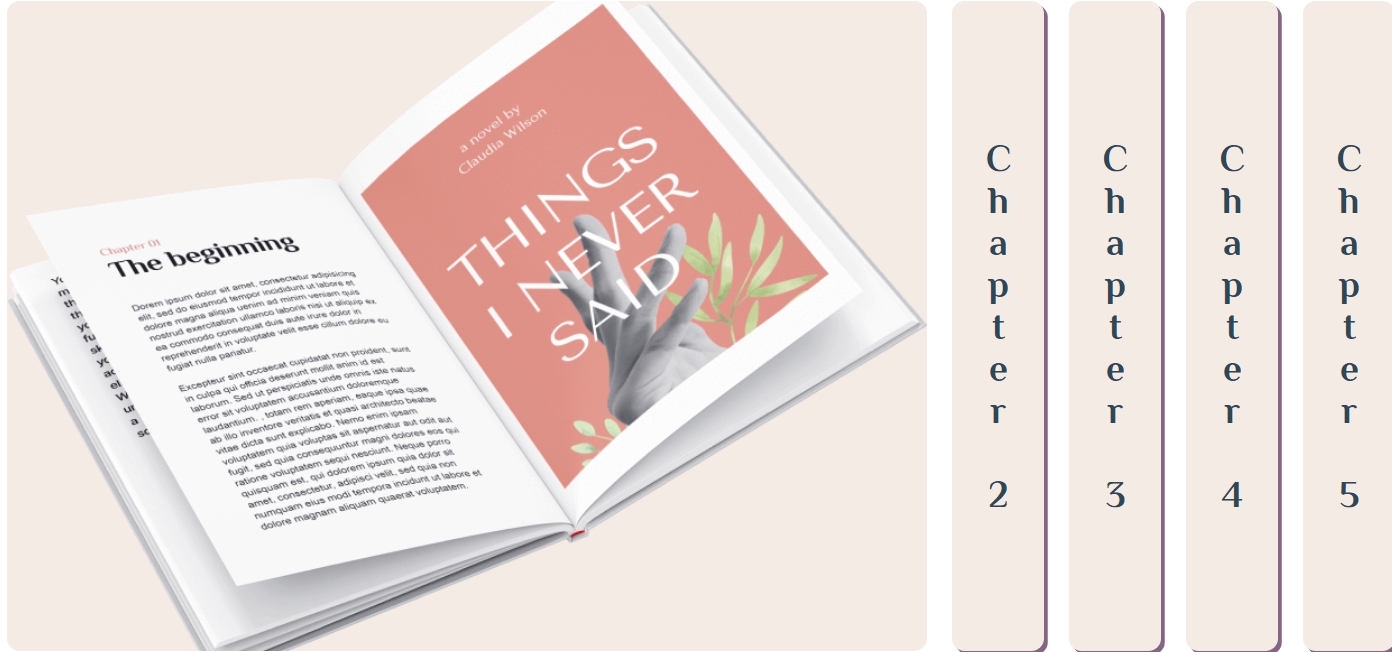 Chapter 01
The beginning
Dorem ipsum dolor sit amet, consectetur adipisicing
elit, sed do eiusmod tempor incididunt ut labore et
dolore magna aliqua uenim ad minim veniam quis
nostrud exercitation ullamco laboris nisi ut aliquip ex
ea commodo consequat duis aute irure dolor in
reprehenderit in voluptate velit esse cillum dolore eu
fugiat nulla pariatur.
Excepteur sint occaecat cupidatat non proident, sunt
in culpa qui officia deserunt mollit anim id est
laborum. Sed ut perspiciatis unde omnis iste natus
error sit voluptatem accusantium doloremque
laudantium. , totam rem aperiam, eaque ipsa quae
ab illo inventore veritatis et quasi architecto beatae
vitae dicta sunt explicabo. Nemo enim ipsam
voluptatem quia voluptas sit aspernatur aut odit aut
fugit, sed quia consequuntur magni dolores eos qui
ratione voluptatem sequi nesciunt. Neque porro
quisquam est, qui dolorem ipsum quia dolor sit
amet, consectetur, adipisci velit, sed quia non
numquam eius modi tempora incidunt ut labore et
dolore magnam aliquam quaerat voluptatem.
a novel by
Claudia Wilson
THINGS
I NEVER
SAID
Chapter 2
Chapter 3
Chapter 4
Chapter 5